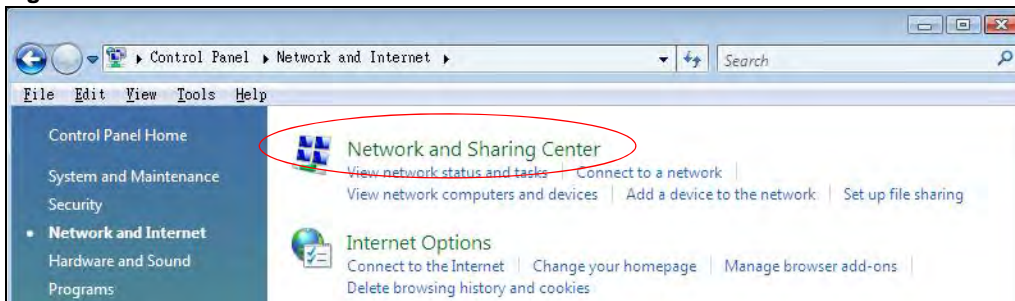 Control Panel ▸ Network and Internet ▸
Search
File Edit View Tools Help
Control Panel Home
System and Maintenance
Security
• Network and Internet
Hardware and Sound
Programs
Network and Sharing Center
View network status and tasks | Connect to a network |
View network computers and devices | Add a device to the network | Set up file sharing
Internet Options
Connect to the Internet | Change your homepage | Manage browser add-ons |
Delete browsing history and cookies